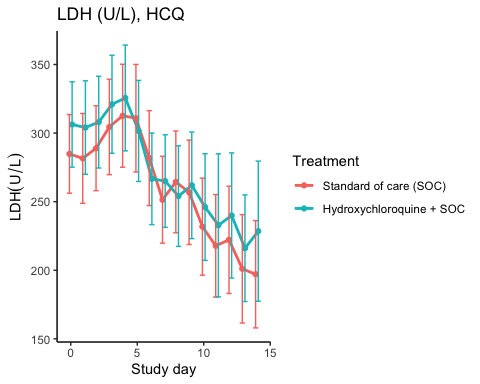 LDH (U/L), HCQ
350
300
250
200
150
LDH(U/L)
0
5
10
15
Study day
Treatment
Standard of care (SOC)
Hydroxychloroquine + SOC